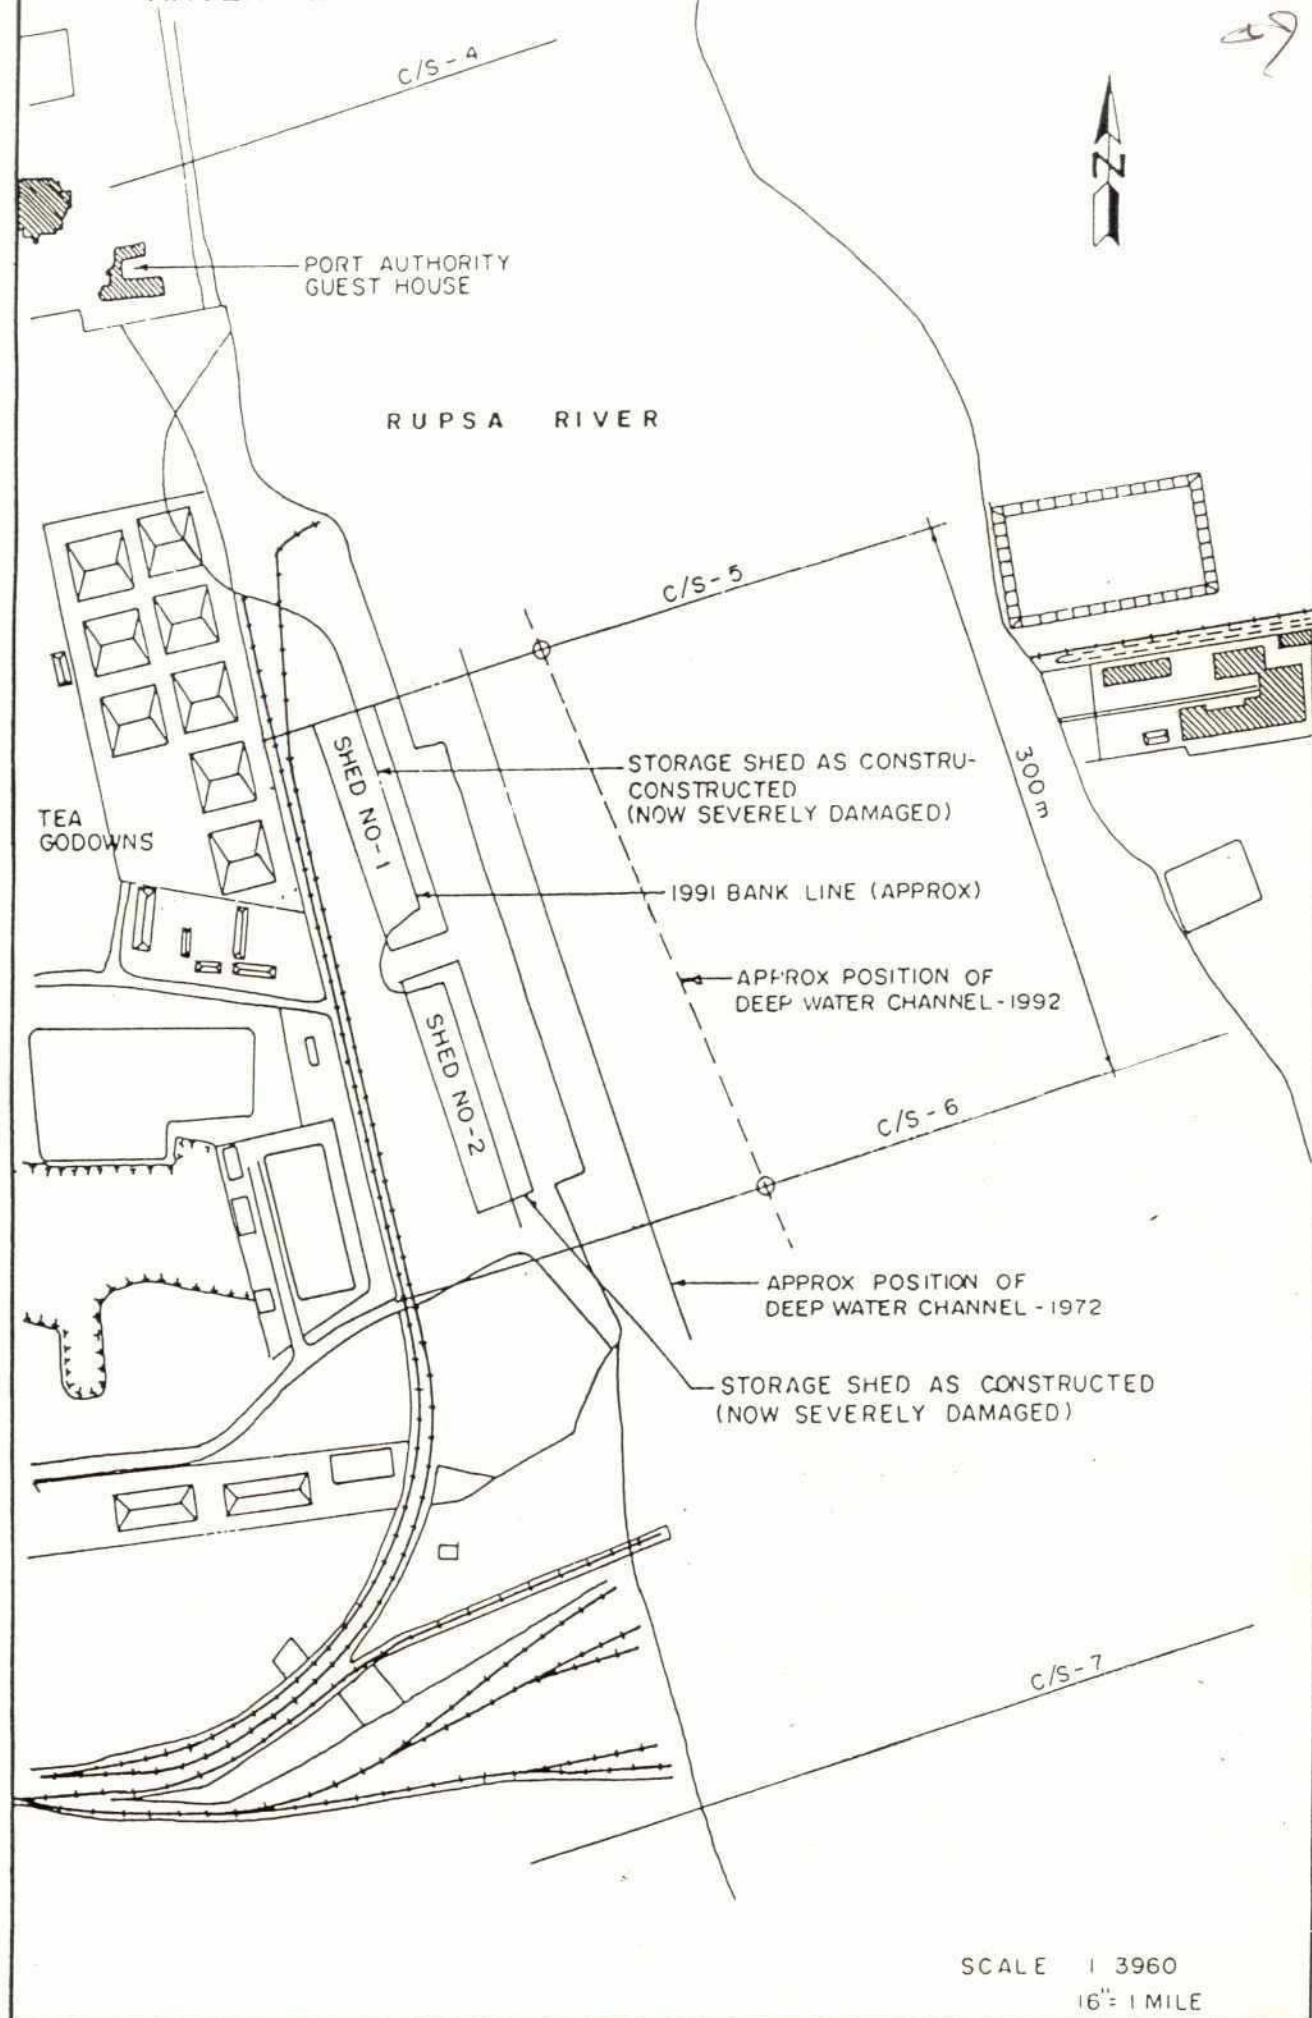 C/S-4
N
PORT AUTHORITY
GUEST HOUSE
RUPSA RIVER
C/S-5
SHED NO-1
STORAGE SHED AS CONSTRU-
CONSTRUCTED
(NOW SEVERELY DAMAGED)
300m
TEA
GODOWNS
1991 BANK LINE (APPROX)
APPROX POSITION OF
DEEP WATER CHANNEL-1992
SHED NO-2
C/S-6
APPROX POSITION OF
DEEP WATER CHANNEL-1972
STORAGE SHED AS CONSTRUCTED
(NOW SEVERELY DAMAGED)
C/S-7
SCALE 1 3960
16"= 1 MILE